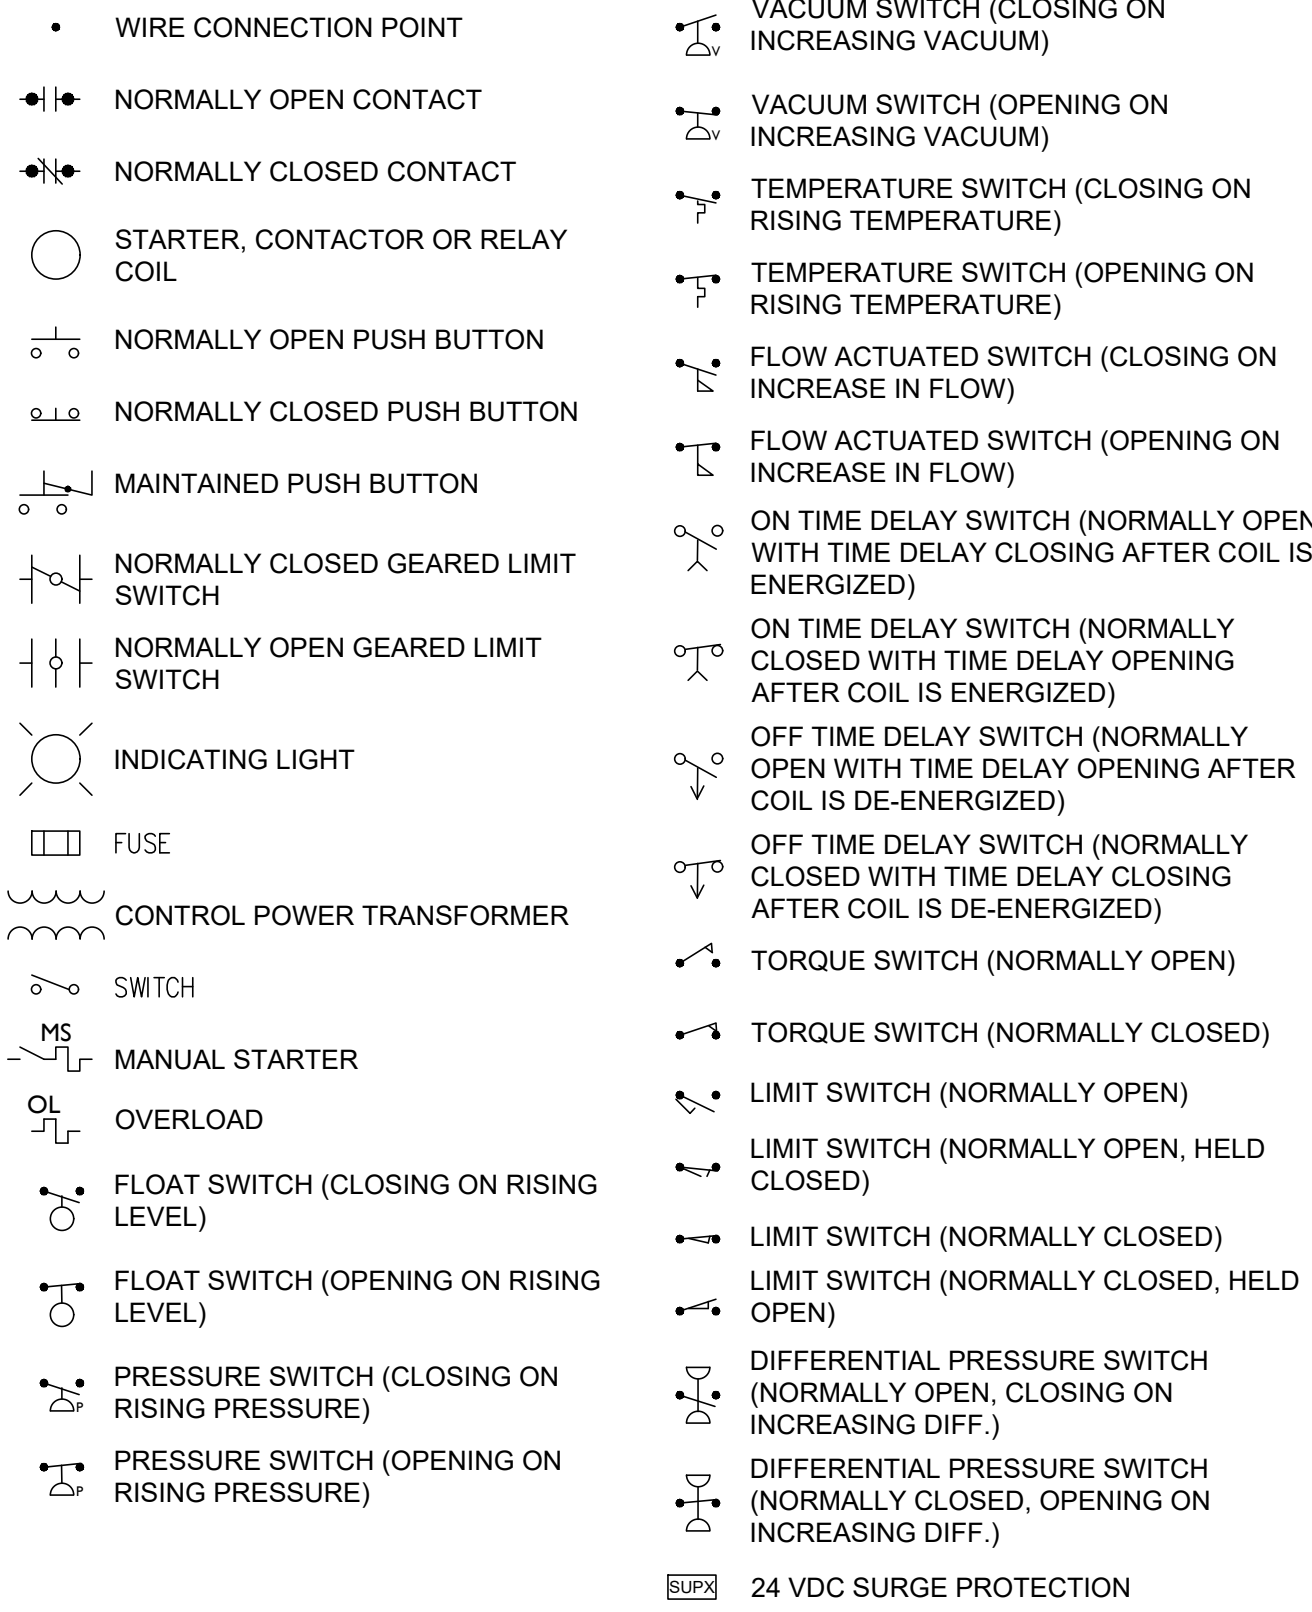 WIRE CONNECTION POINT
NORMALLY OPEN CONTACT
NORMALLY CLOSED CONTACT
STARTER, CONTACTOR OR RELAY
COIL
NORMALLY OPEN PUSH BUTTON
NORMALLY CLOSED PUSH BUTTON
MAINTAINED PUSH BUTTON
NORMALLY CLOSED GEARED LIMIT
SWITCH
NORMALLY OPEN GEARED LIMIT
SWITCH
INDICATING LIGHT
FUSE
CONTROL POWER TRANSFORMER
SWITCH
MS
MANUAL STARTER
OL
OVERLOAD
FLOAT SWITCH (CLOSING ON RISING
LEVEL)
FLOAT SWITCH (OPENING ON RISING
LEVEL)
PRESSURE SWITCH (CLOSING ON
P
RISING PRESSURE)
PRESSURE SWITCH (OPENING ON
P
RISING PRESSURE)
VACUUM SWITCH (CLOSING ON
V
INCREASING VACUUM)
VACUUM SWITCH (OPENING ON
V
INCREASING VACUUM)
TEMPERATURE SWITCH (CLOSING ON
RISING TEMPERATURE)
TEMPERATURE SWITCH (OPENING ON
RISING TEMPERATURE)
FLOW ACTUATED SWITCH (CLOSING ON
INCREASE IN FLOW)
FLOW ACTUATED SWITCH (OPENING ON
INCREASE IN FLOW)
ON TIME DELAY SWITCH (NORMALLY OPEN
WITH TIME DELAY CLOSING AFTER COIL IS
ENERGIZED)
ON TIME DELAY SWITCH (NORMALLY
CLOSED WITH TIME DELAY OPENING
AFTER COIL IS ENERGIZED)
OFF TIME DELAY SWITCH (NORMALLY
OPEN WITH TIME DELAY OPENING AFTER
COIL IS DE-ENERGIZED)
OFF TIME DELAY SWITCH (NORMALLY
CLOSED WITH TIME DELAY CLOSING
AFTER COIL IS DE-ENERGIZED)
TORQUE SWITCH (NORMALLY OPEN)
TORQUE SWITCH (NORMALLY CLOSED)
LIMIT SWITCH (NORMALLY OPEN)
LIMIT SWITCH (NORMALLY OPEN, HELD
CLOSED)
LIMIT SWITCH (NORMALLY CLOSED)
LIMIT SWITCH (NORMALLY CLOSED, HELD
OPEN)
DIFFERENTIAL PRESSURE SWITCH
(NORMALLY OPEN, CLOSING ON
INCREASING DIFF.)
DIFFERENTIAL PRESSURE SWITCH
(NORMALLY CLOSED, OPENING ON
INCREASING DIFF.)
SUPX 24 VDC SURGE PROTECTION